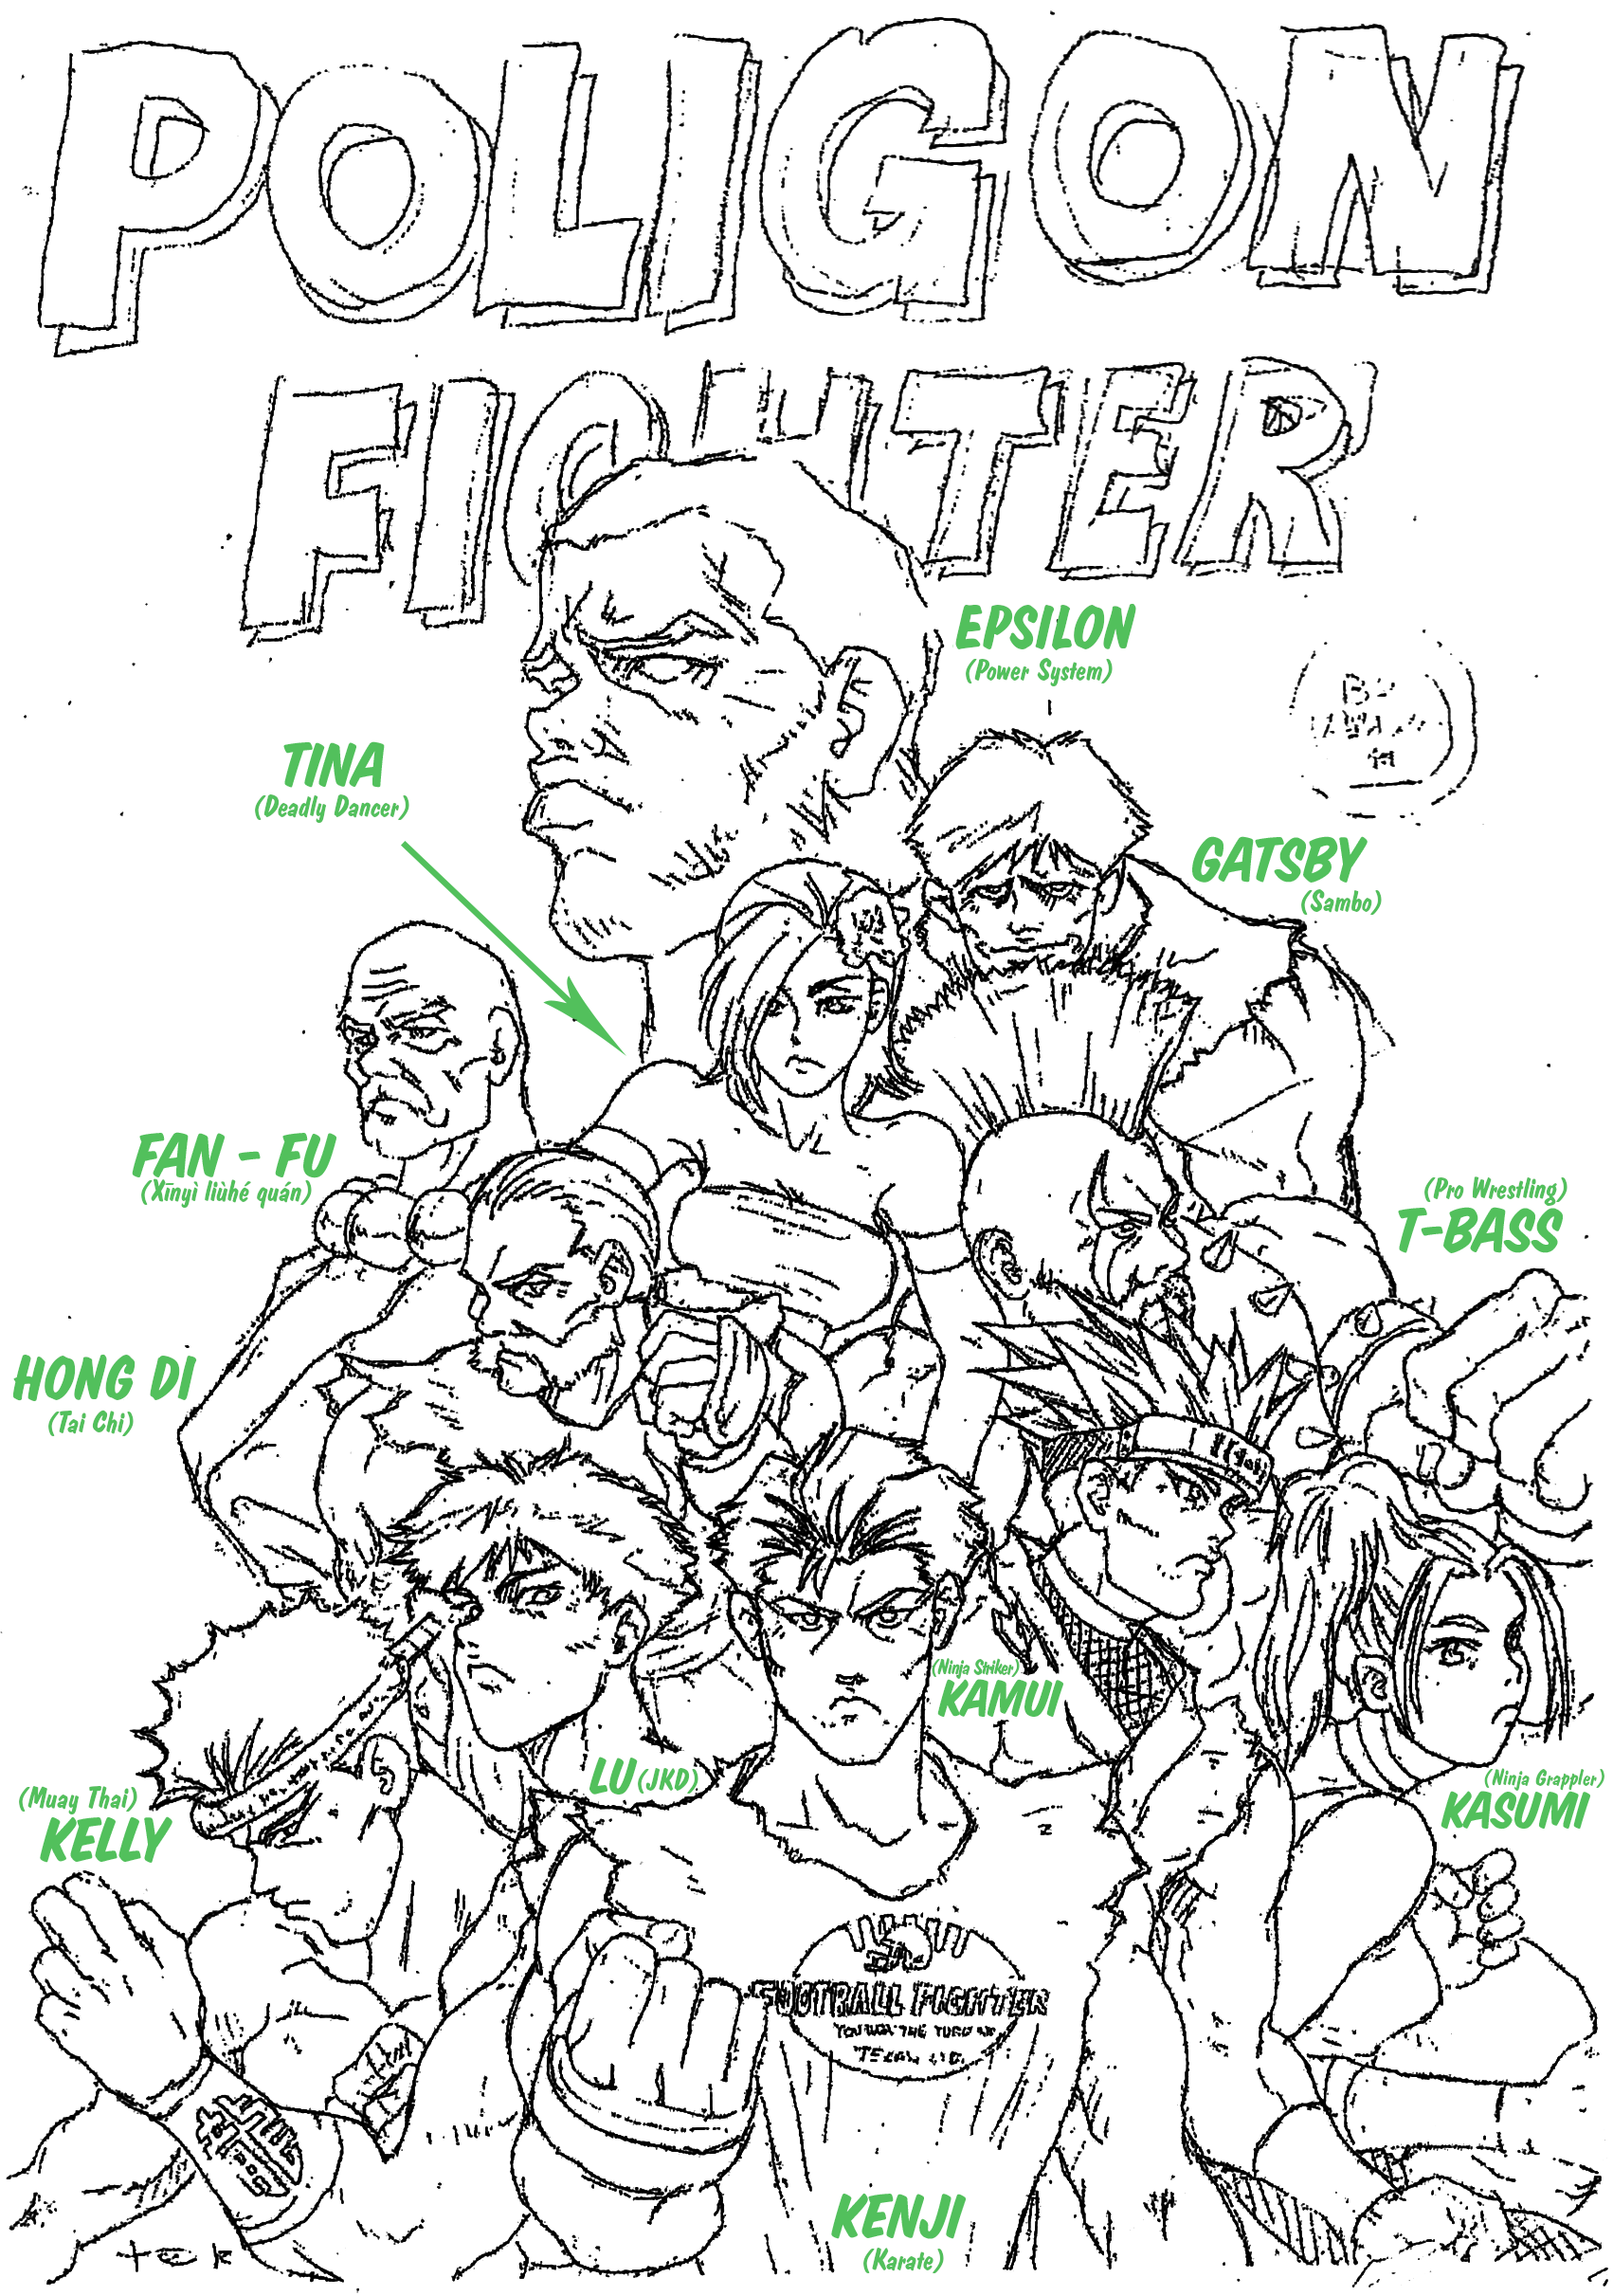 POLIGON
FIGHTER
EPSILON
(Power System)
TINA
(Deadly Dancer)
GATSBY
(Sambo)
FAN - FU
(Xīnyì liùhé quán)
(Pro Wrestling)
T-BASS
HONG DI
(Tai Chi)
(Ninja Striker)
KAMUI
LU (JKD)
(Ninja Grappler)
KASUMI
(Muay Thai)
KELLY
FOOTBALL FIGHTER
KENJI
(Karate)